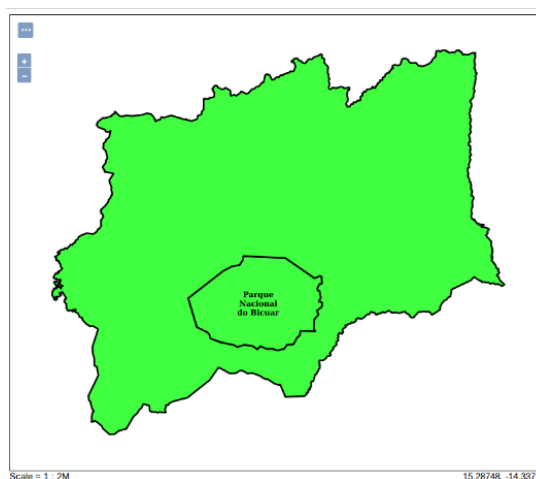 ...
+
−
Parque
Nacional
do Bicuar
Scale = 1 : 2M
15.28748, -14.337